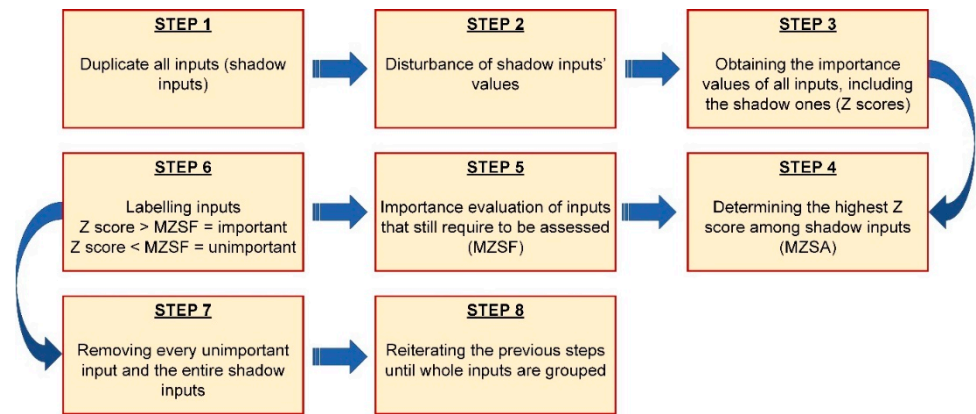 STEP 1
Duplicate all inputs (shadow
inputs)
STEP 2
Disturbance of shadow inputs'
values
STEP 3
Obtaining the importance
values of all inputs, including
the shadow ones (Z scores)
STEP 4
Determining the highest Z
score among shadow inputs
(MZSA)
STEP 5
Importance evaluation of inputs
that still require to be assessed
(MZSF)
STEP 6
Labelling inputs
Z score > MZSF = important
Z score < MZSF = unimportant
STEP 7
Removing every unimportant
input and the entire shadow
inputs
STEP 8
Reiterating the previous steps
until whole inputs are grouped